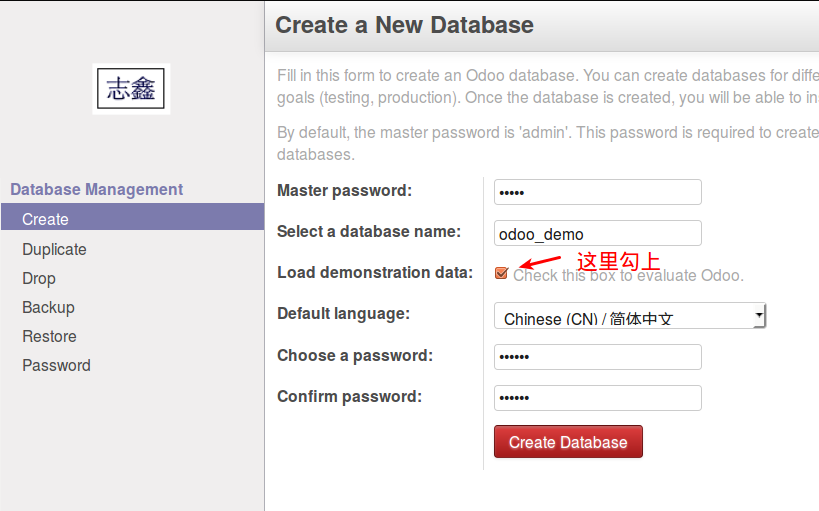 志鑫
Database Management
Create
Duplicate
Drop
Backup
Restore
Password
Create a New Database
Fill in this form to create an Odoo database. You can create databases for diffe
goals (testing, production). Once the database is created, you will be able to in
By default, the master password is 'admin'. This password is required to create
databases.
Master password: •••••
Select a database name: odoo_demo
这里勾上
Load demonstration data: Check this box to evaluate Odoo.
Default language: Chinese (CN) / 简体中文
Choose a password: ••••••
Confirm password: ••••••
Create Database